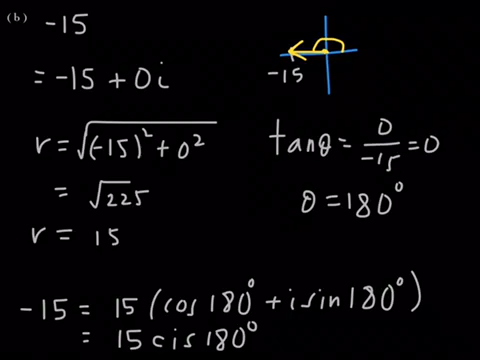 (b) -15
= -15 + 0i
r = √((-15)² + 0²)
= √225
r = 15
-15
tanθ = 0/-15 = 0
θ = 180°
-15 = 15 (cos 180° + i sin 180°)
= 15 cis 180°